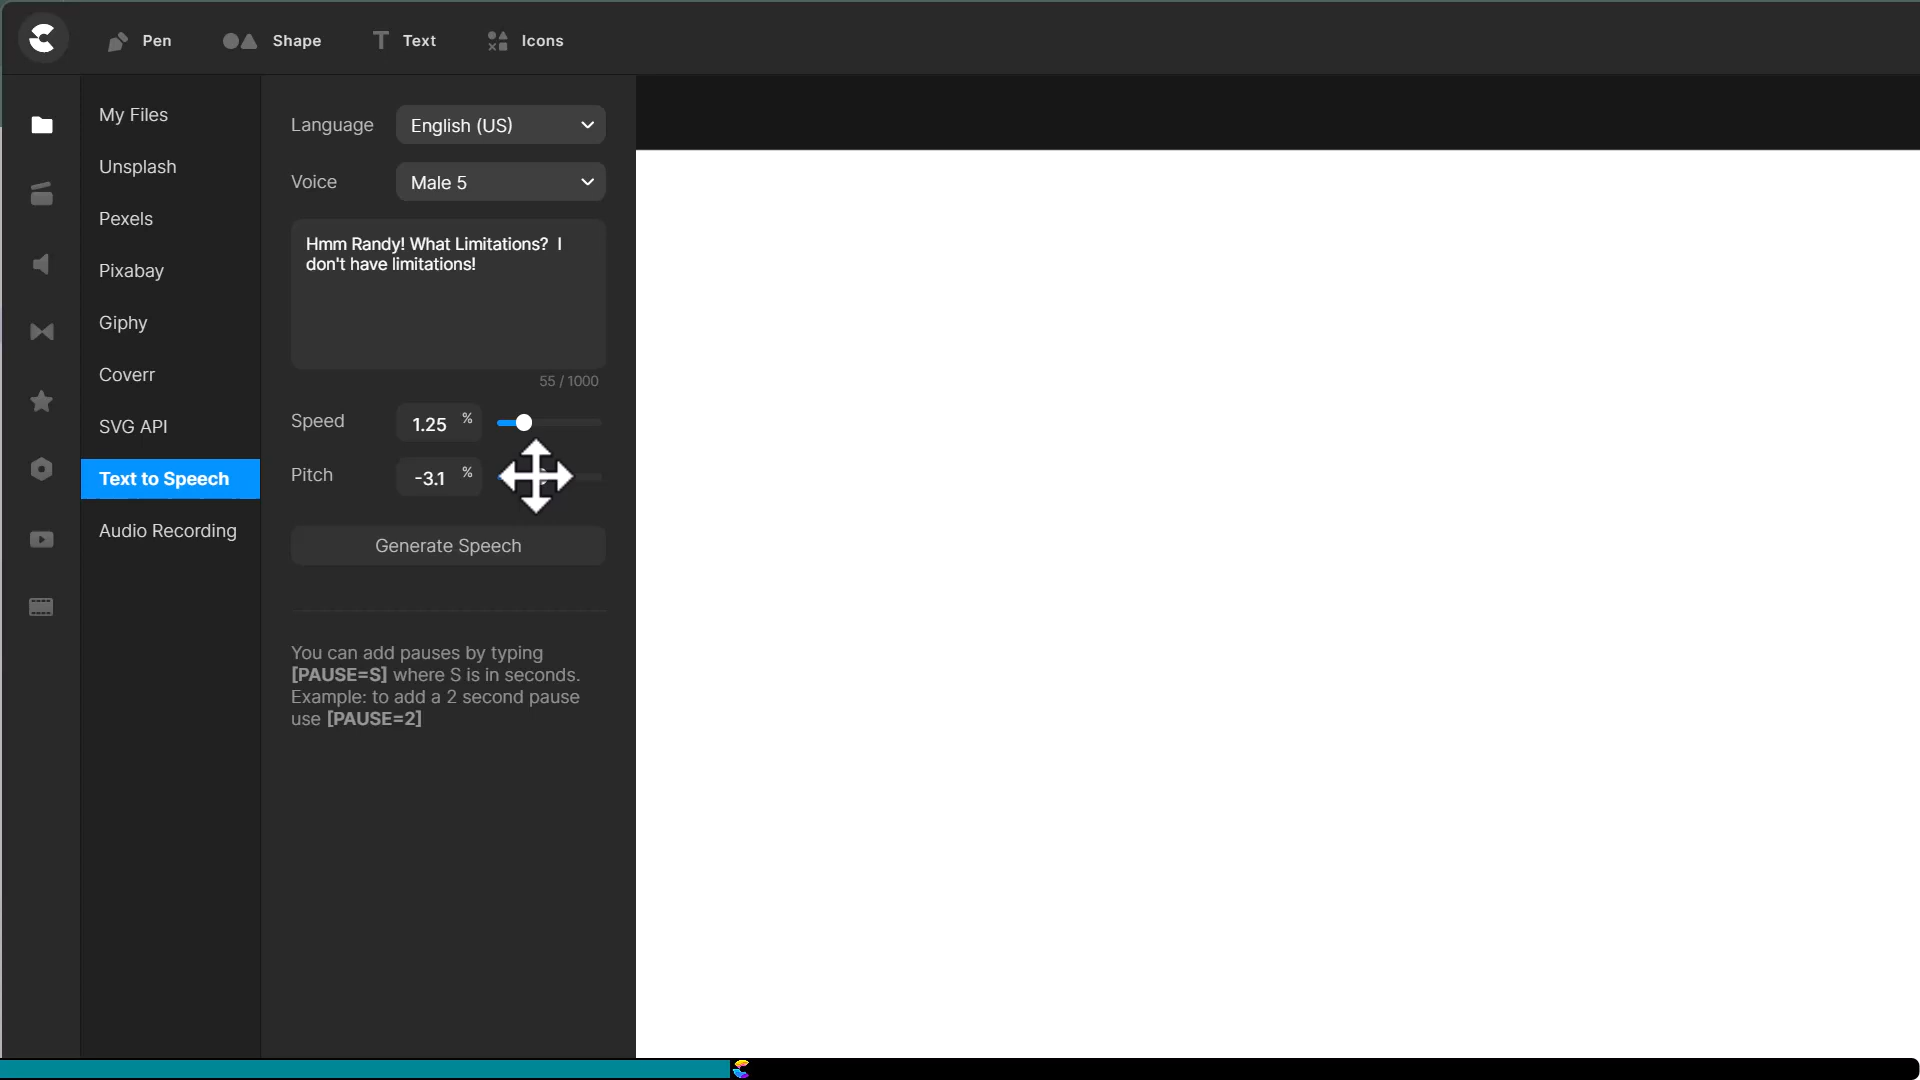 Pen
Shape
Text
Icons
My Files
Unsplash
Pexels
Pixabay
Giphy
Coverr
SVG API
Text to Speech
Audio Recording
Language
English (US)
Voice
Male 5
Hmm Randy! What Limitations?  I
don't have limitations!
55 / 1000
Speed
1.25 %
Pitch
-3.1 %
Generate Speech
You can add pauses by typing
[PAUSE=S] where S is in seconds.
Example: to add a 2 second pause
use [PAUSE=2]